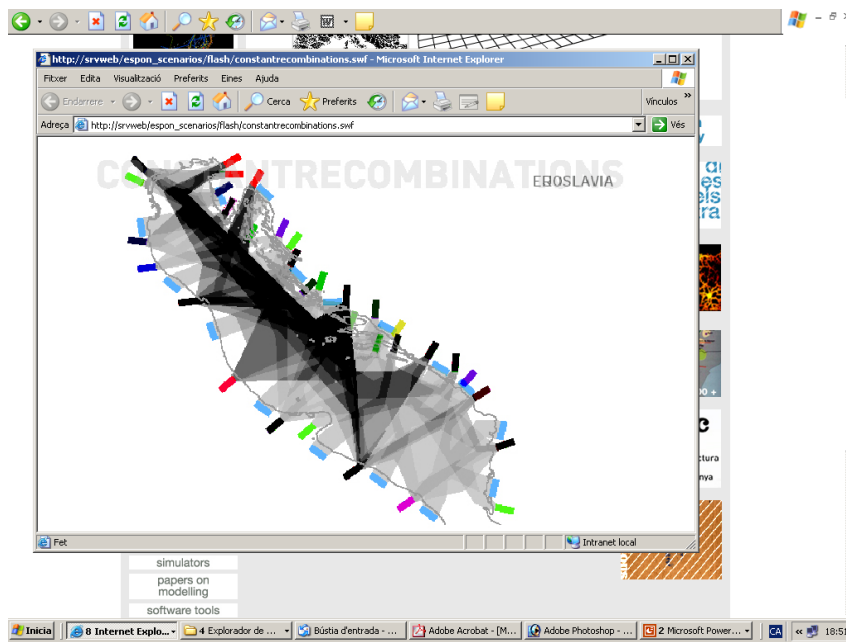 http://srvweb/espon_scenarios/flash/constantrecombinations.swf - Microsoft Internet Explorer
Fitxer Edita Visualització Preferits Eines Ajuda
Endarrere Cerca Preferits Vínculos »
Adreça http://srvweb/espon_scenarios/flash/constantrecombinations.swf Vés
CONSTANTRECOMBINATIONS
Fet Intranet local
simulators
papers on
modelling
software tools
Inicia 8 Internet Explo... 4 Explorador de ... Bústia d'entrada - ... Adobe Acrobat - [M... Adobe Photoshop - ... 2 Microsoft Power... CA « 18:51